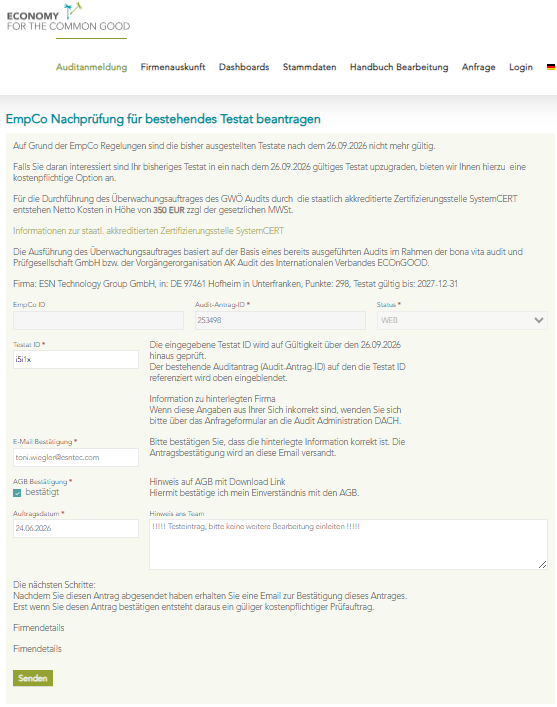 ECONOMY
FOR THE COMMON GOOD
Auditanmeldung Firmenauskunft Dashboards Stammdaten Handbuch Bearbeitung Anfrage Login
EmpCo Nachprüfung für bestehendes Testat beantragen
Auf Grund der EmpCo Regelungen sind die bisher ausgestellten Testate nach dem 26.09.2026 nicht mehr gültig.
Falls Sie daran interessiert sind Ihr bisheriges Testat in ein nach dem 26.09.2026 gültiges Testat upzugraden, bieten wir Ihnen hierzu eine
kostenpflichtige Option an.
Für die Durchführung des Überwachungsauftrages des GWÖ Audits durch die staatlich akkreditierte Zertifizierungsstelle SystemCERT
entstehen Netto Kosten in Höhe von 350 EUR zzgl der gesetzlichen MWSt.
Informationen zur staatl. akkreditierten Zertifizierungsstelle SystemCERT
Die Ausführung des Überwachungsauftrages basiert auf der Basis eines bereits ausgeführten Audits im Rahmen der bona vita audit und
Prüfgesellschaft GmbH bzw. der Vorgängerorganisation AK Audit des Internationalen Verbandes ECOnGOOD.
Firma: ESN Technology Group GmbH, in: DE 97461 Hofheim in Unterfranken, Punkte: 298, Testat gültig bis: 2027-12-31
EmpCo ID Audit-Antrag-ID * Status *
253498 WEB
Testat ID *
i5i1x
Die eingegebene Testat ID wird auf Gültigkeit über den 26.09.2026
hinaus geprüft.
Der bestehende Auditantrag (Audit-Antrag-ID) auf den die Testat ID
referenziert wird oben eingeblendet.
Information zu hinterlegten Firma
Wenn diese Angaben aus Ihrer Sich inkorrekt sind, wenden Sie sich
bitte über das Anfrageformular an die Audit Administration DACH.
E-Mail Bestätigung *
toni.wiegler@esntec.com
Bitte bestätigen Sie, dass die hinterlegte Information korrekt ist. Die
Antragsbestätigung wird an diese Email versandt.
AGB Bestätigung *
bestätigt
Hinweis auf AGB mit Download Link
Hiermit bestätige ich mein Einverständnis mit den AGB.
Auftragsdatum * Hinweis ans Team
24.06.2026 !!!!! Testeintrag, bitte keine weitere Bearbeitung einleiten !!!!!
Die nächsten Schritte:
Nachdem Sie diesen Antrag abgesendet haben erhalten Sie eine Email zur Bestätigung dieses Antrages.
Erst wenn Sie desen Antrag bestätigen entsteht daraus ein güliger kostenpflichtiger Prüfauftrag.
Firmendetails
Firmendetails
Senden